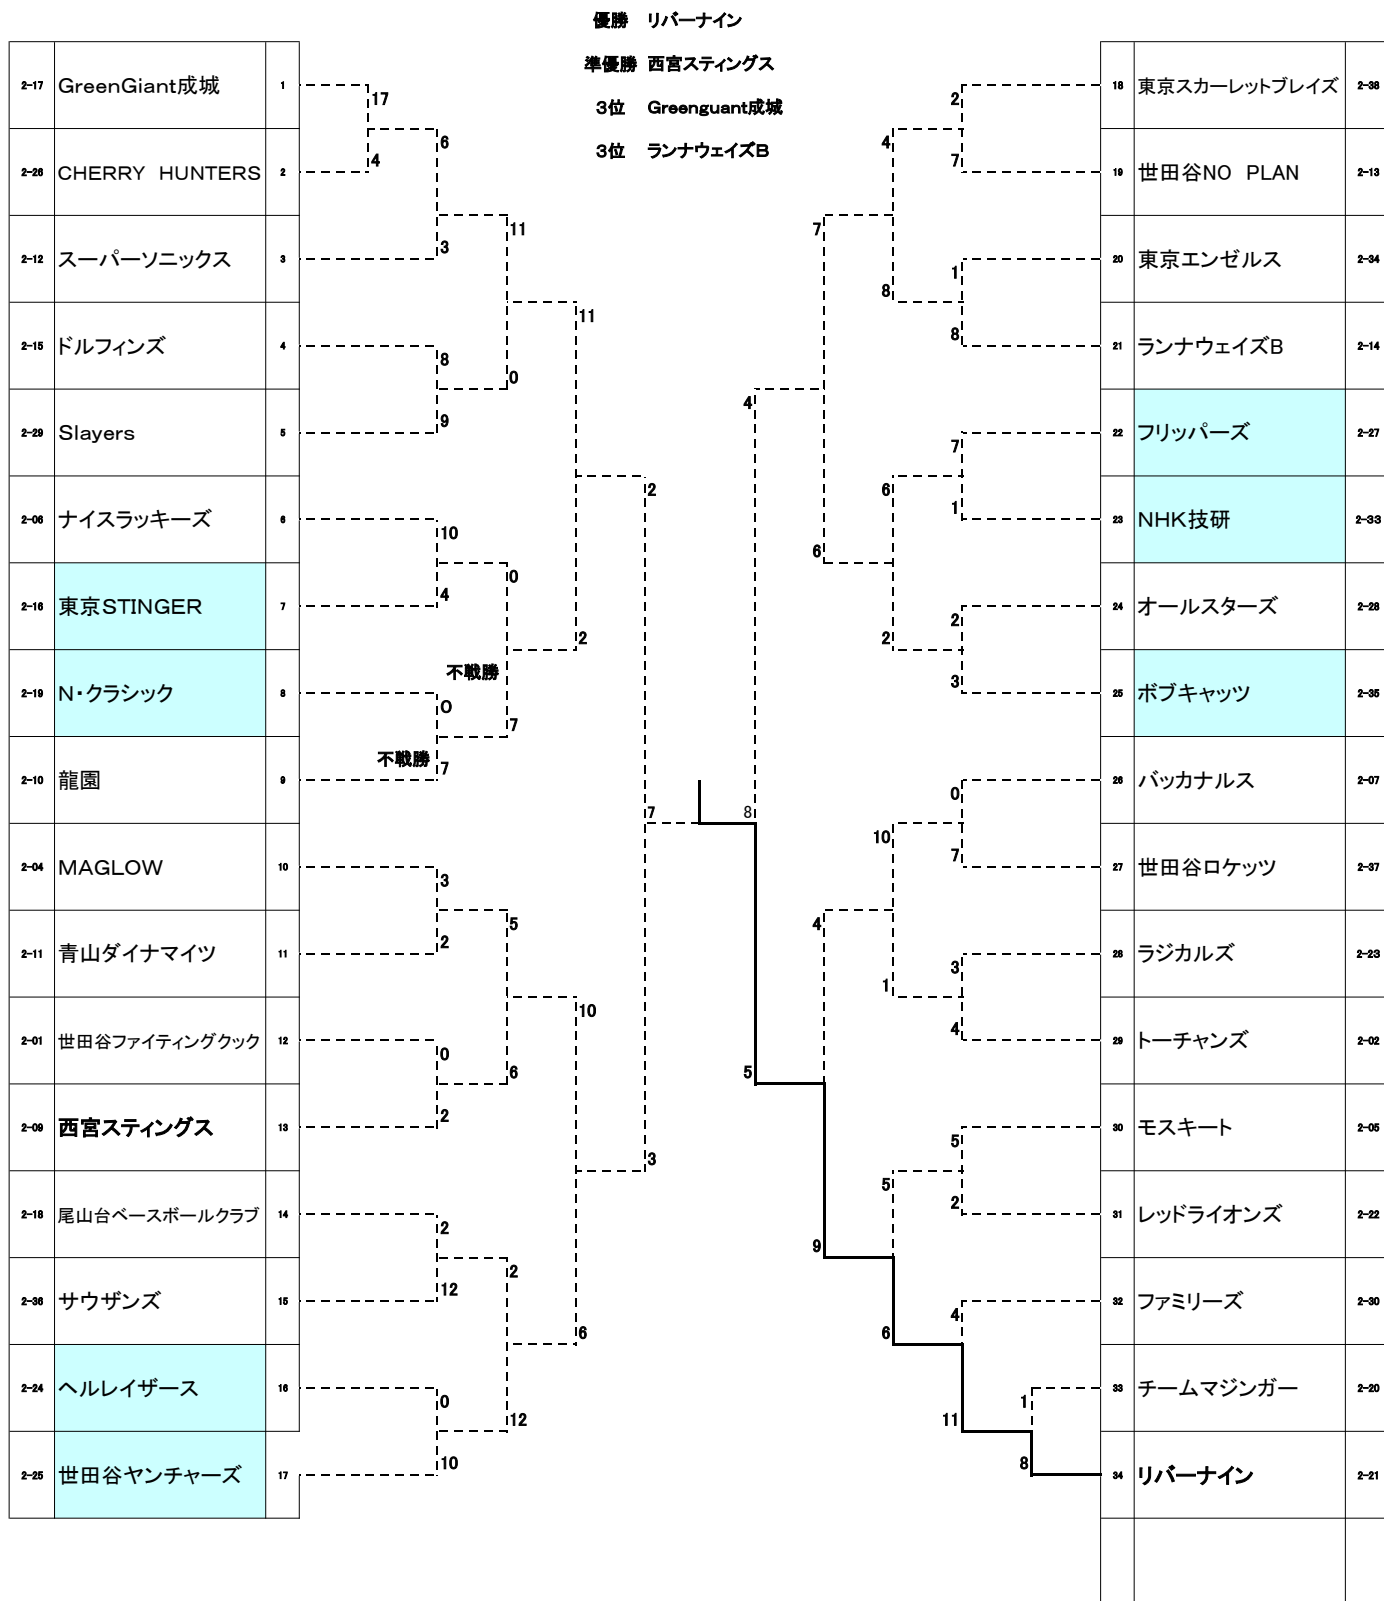 優勝 リバーナイン
準優勝 西宮スティングス
3位 Greenguant成城
3位 ランナウェイズB
2-17 GreenGiant成城 1
2-26 CHERRY HUNTERS 2
2-12 スーパーソニックス 3
2-15 ドルフィンズ 4
2-29 Slayers 5
2-06 ナイスラッキーズ 6
2-16 東京STINGER 7
2-19 N・クラシック 8
2-10 龍園 9
2-04 MAGLOW 10
2-11 青山ダイナマイツ 11
2-01 世田谷ファイティングクック 12
2-09 西宮スティングス 13
2-18 尾山台ベースボールクラブ 14
2-36 サウザンズ 15
2-24 ヘルレイザース 16
2-25 世田谷ヤンチャーズ 17
17
4
6
3
8
9
10
4
不戦勝
0
不戦勝
7
3
2
0
2
2
12
0
10
11
0
0
7
5
6
2
12
11
2
10
6
2
3
7
8
4
5
7
6
4
9
4
8
6
2
10
1
5
6
2
7
1
8
7
1
2
3
0
7
3
4
5
2
4
11
1
8
18 東京スカーレットブレイズ 2-38
19 世田谷NO PLAN 2-13
20 東京エンゼルス 2-34
21 ランナウェイズB 2-14
22 フリッパーズ 2-27
23 NHK技研 2-33
24 オールスターズ 2-28
25 ボブキャッツ 2-35
26 バッカナルス 2-07
27 世田谷ロケッツ 2-37
28 ラジカルズ 2-23
29 トーチャンズ 2-02
30 モスキート 2-05
31 レッドライオンズ 2-22
32 ファミリーズ 2-30
33 チームマジンガー 2-20
34 リバーナイン 2-21